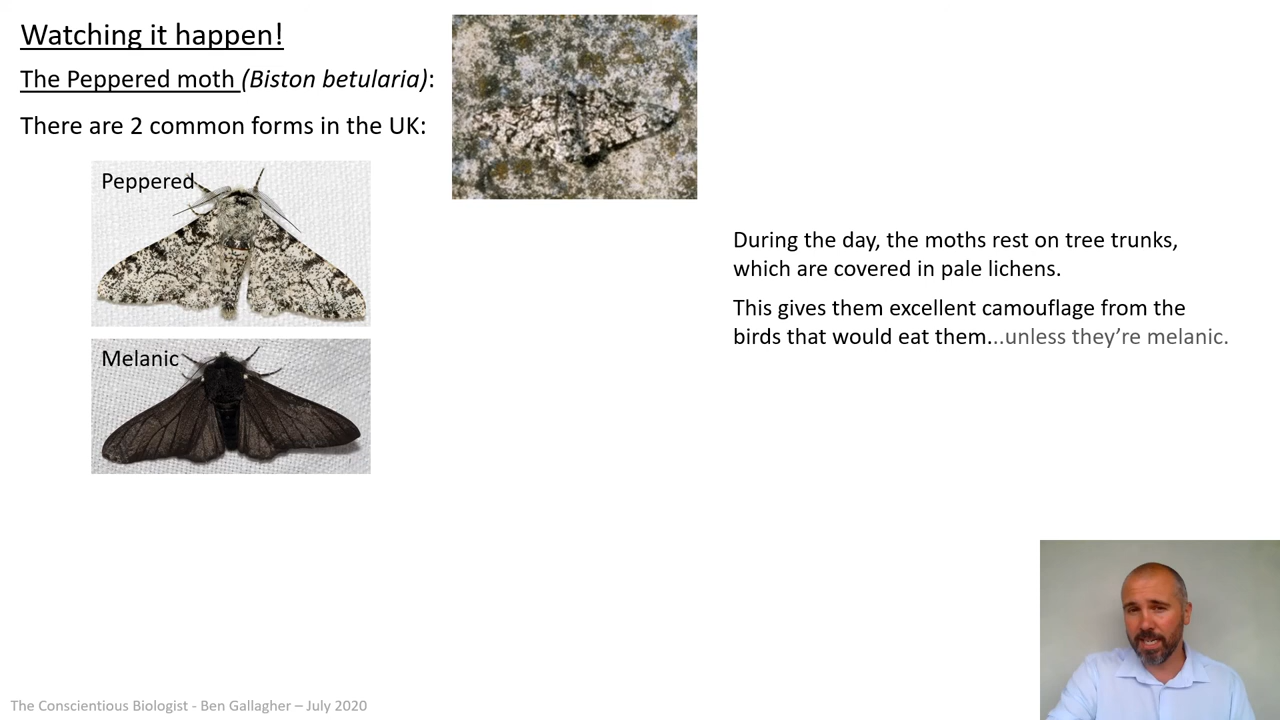 Watching it happen!
The Peppered moth (Biston betularia):
There are 2 common forms in the UK:
Peppered
Melanic
During the day, the moths rest on tree trunks,
which are covered in pale lichens.
This gives them excellent camouflage from the
birds that would eat them...unless they’re melanic.
The Conscientious Biologist - Ben Gallagher – July 2020